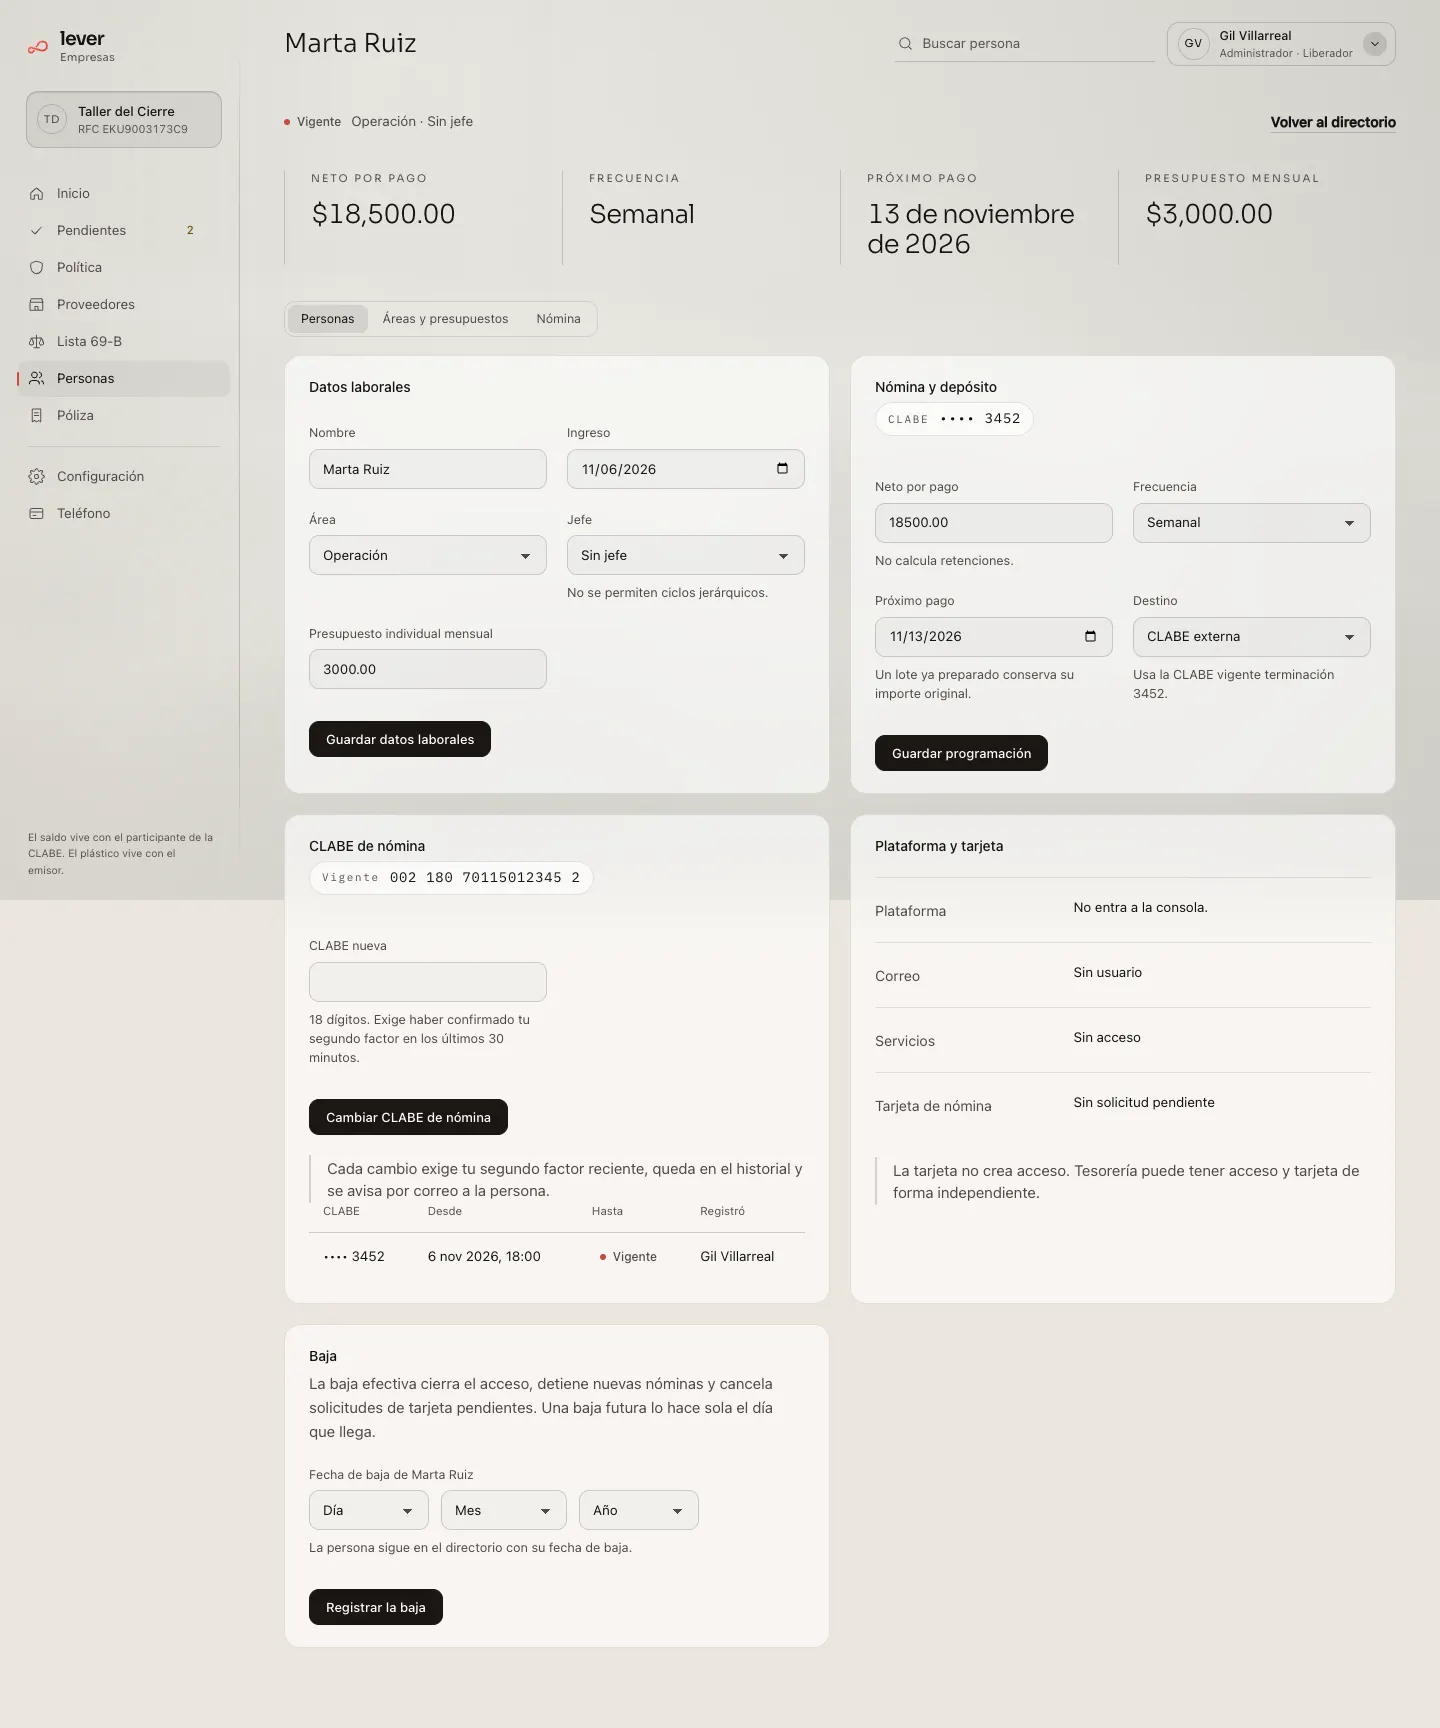 lever
Empresas
TD
Taller del Cierre
RFC EKU9003173C9
Inicio
Pendientes 2
Política
Proveedores
Lista 69-B
Personas
Póliza
Configuración
Teléfono
El saldo vive con el participante de la
CLABE. El plástico vive con el
emisor.
Marta Ruiz
Buscar persona
GV
Gil Villarreal
Administrador · Liberador
Vigente Operación · Sin jefe
Volver al directorio
NETO POR PAGO
$18,500.00
FRECUENCIA
Semanal
PRÓXIMO PAGO
13 de noviembre
de 2026
PRESUPUESTO MENSUAL
$3,000.00
Personas Áreas y presupuestos Nómina
Datos laborales
Nombre
Marta Ruiz
Ingreso
11/06/2026
Área
Operación
Jefe
Sin jefe
No se permiten ciclos jerárquicos.
Presupuesto individual mensual
3000.00
Guardar datos laborales
Nómina y depósito
CLABE •••• 3452
Neto por pago
18500.00
No calcula retenciones.
Frecuencia
Semanal
Próximo pago
11/13/2026
Un lote ya preparado conserva su
importe original.
Destino
CLABE externa
Usa la CLABE vigente terminación
3452.
Guardar programación
CLABE de nómina
Vigente 002 180 70115012345 2
CLABE nueva
18 dígitos. Exige haber confirmado tu
segundo factor en los últimos 30
minutos.
Cambiar CLABE de nómina
Cada cambio exige tu segundo factor reciente, queda en el historial y
se avisa por correo a la persona.
CLABE Desde Hasta Registró
•••• 3452 6 nov 2026, 18:00 Vigente Gil Villarreal
Plataforma y tarjeta
Plataforma No entra a la consola.
Correo Sin usuario
Servicios Sin acceso
Tarjeta de nómina Sin solicitud pendiente
La tarjeta no crea acceso. Tesorería puede tener acceso y tarjeta de
forma independiente.
Baja
La baja efectiva cierra el acceso, detiene nuevas nóminas y cancela
solicitudes de tarjeta pendientes. Una baja futura lo hace sola el día
que llega.
Fecha de baja de Marta Ruiz
Día Mes Año
La persona sigue en el directorio con su fecha de baja.
Registrar la baja